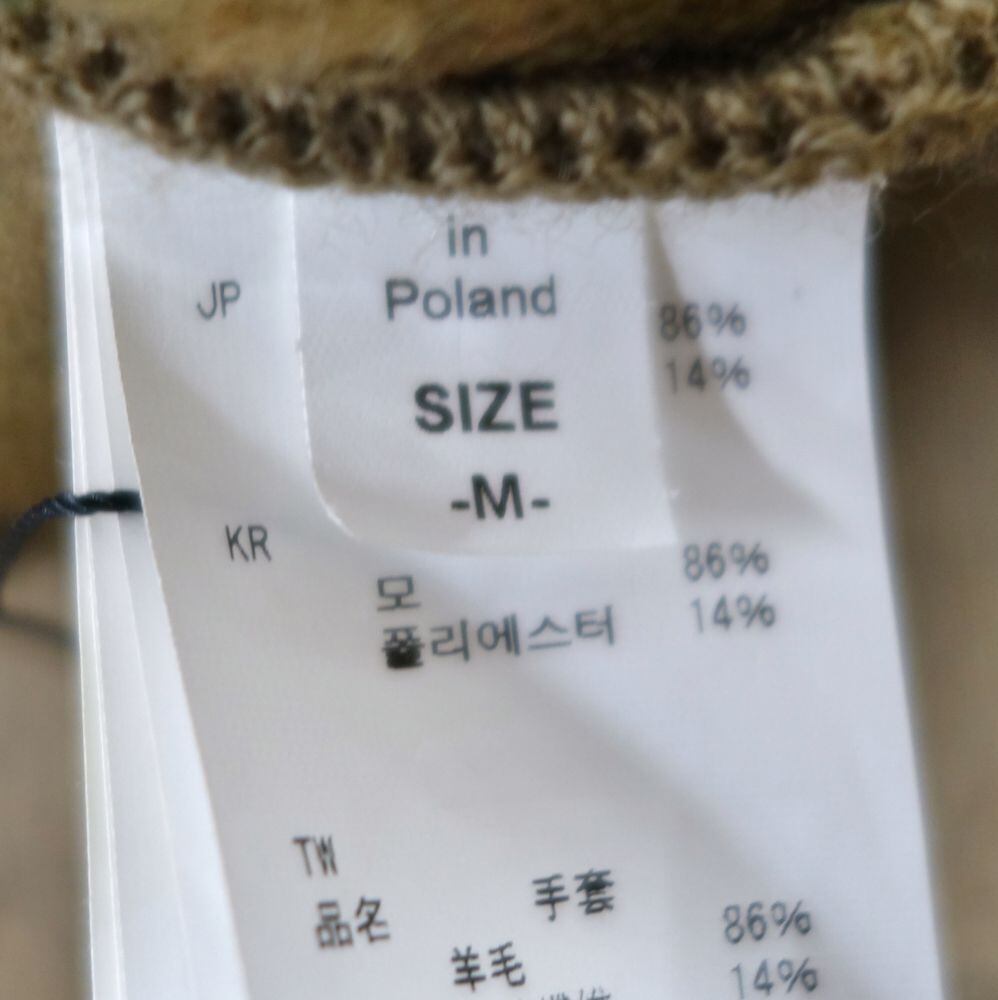 in
Poland
SIZE
-M-
JP
86%
14%
KR
모 86%
폴리에스터 14%
TW
品名 手套
羊毛 86%
14%